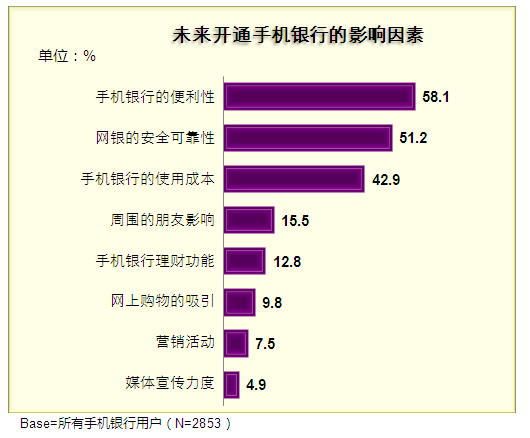 未来开通手机银行的影响因素
单位：%
手机银行的便利性 58.1
网银的安全可靠性 51.2
手机银行的使用成本 42.9
周围的朋友影响 15.5
手机银行理财功能 12.8
网上购物的吸引 9.8
营销活动 7.5
媒体宣传力度 4.9
Base=所有手机银行用户（N=2853）